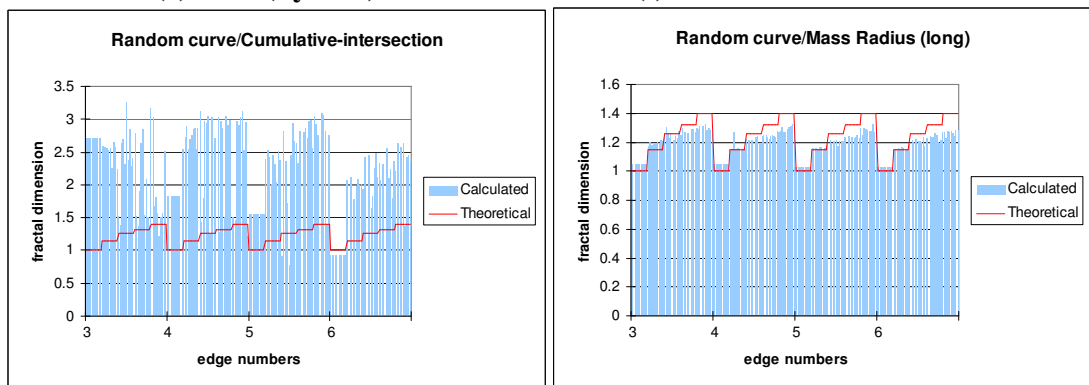 Random curve/Cumulative-intersection
fractal dimension
3.5
3
2.5
2
1.5
1
0.5
0
3 4 5 6
edge numbers
Calculated
Theoretical
Random curve/Mass Radius (long)
fractal dimension
1.6
1.4
1.2
1
0.8
0.6
0.4
0.2
0
3 4 5 6
edge numbers
Calculated
Theoretical